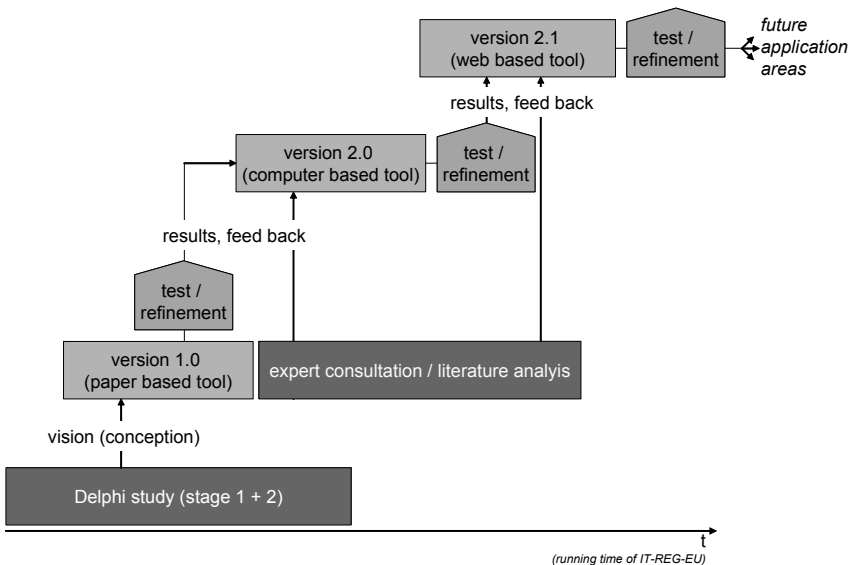 version 2.1
(web based tool)
test /
refinement
future
application
areas
results, feed back
version 2.0
(computer based tool)
test /
refinement
results, feed back
test /
refinement
version 1.0
(paper based tool)
expert consultation / literature analyis
vision (conception)
Delphi study (stage 1 + 2)
t
(running time of IT-REG-EU)